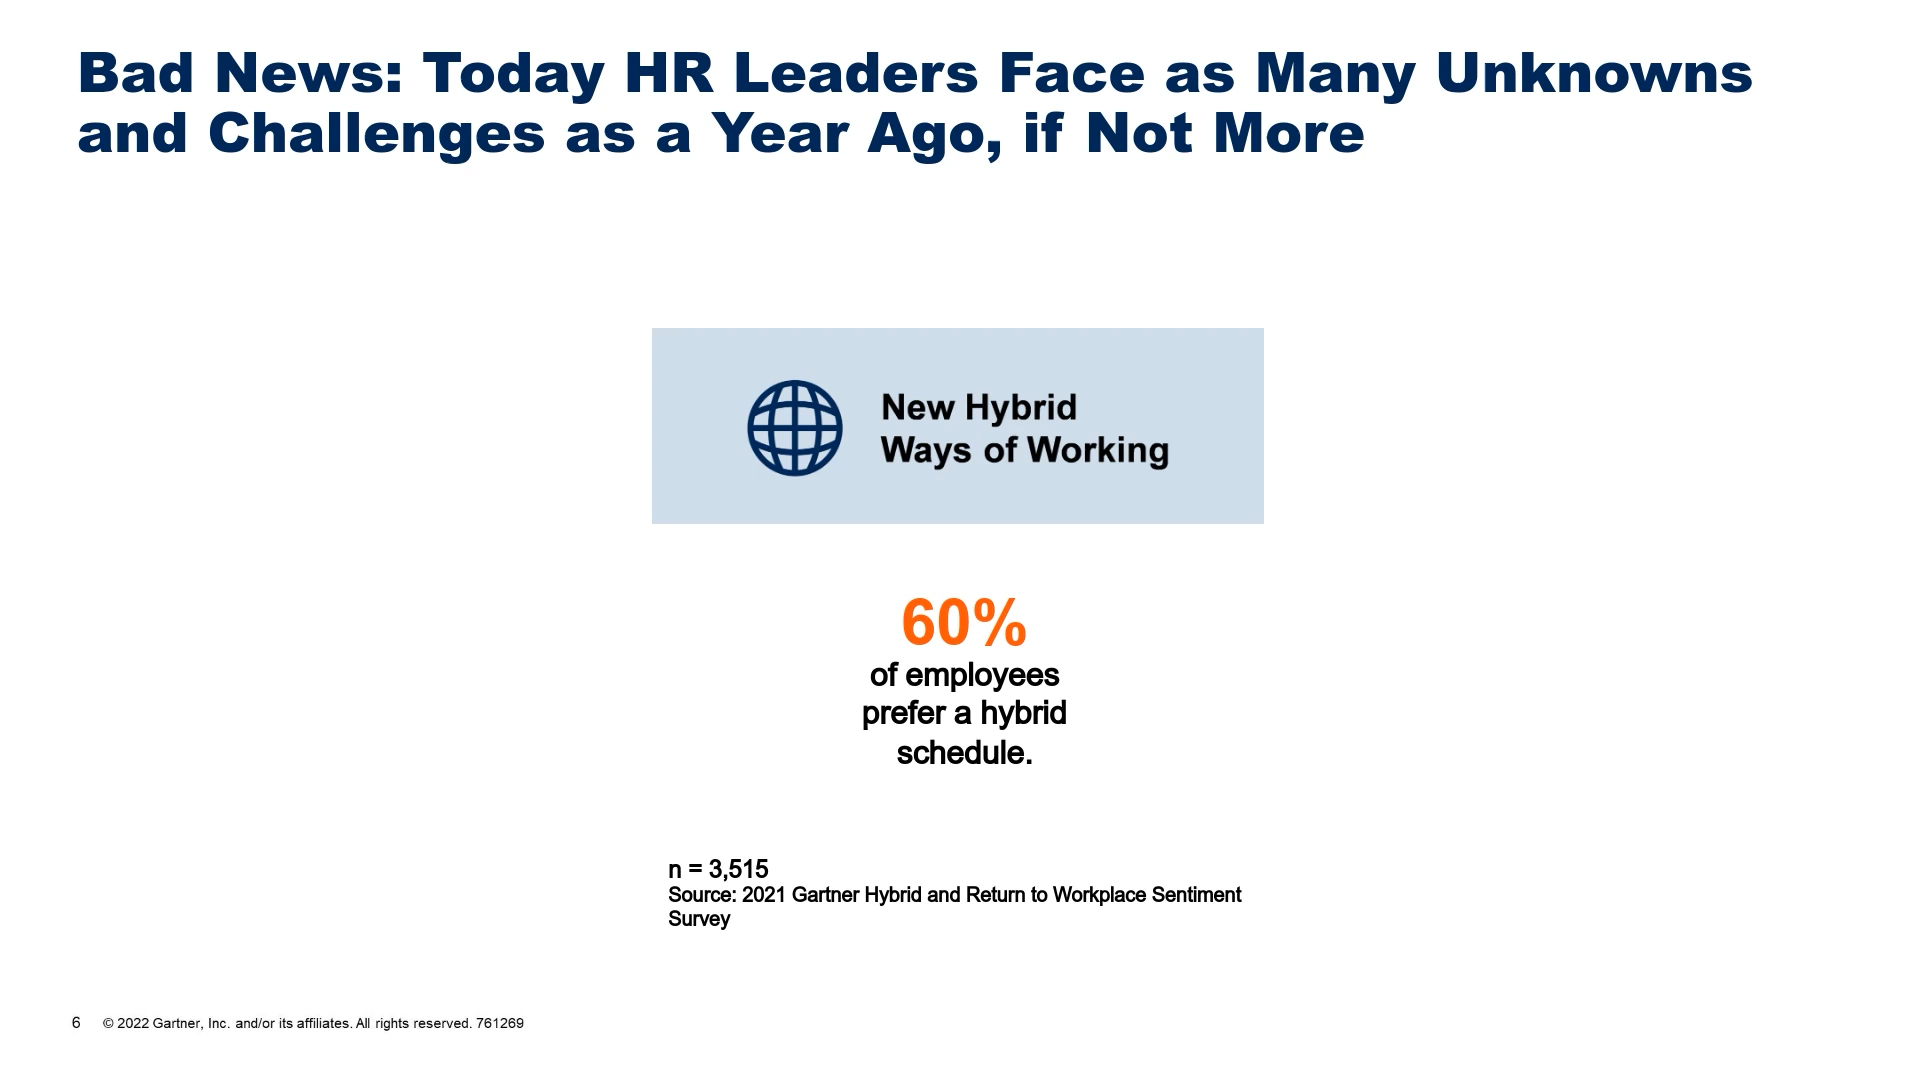 Bad News: Today HR Leaders Face as Many Unknowns
and Challenges as a Year Ago, if Not More
New Hybrid
Ways of Working
60%
of employees
prefer a hybrid
schedule.
n = 3,515
Source: 2021 Gartner Hybrid and Return to Workplace Sentiment
Survey
6 © 2022 Gartner, Inc. and/or its affiliates. All rights reserved. 761269